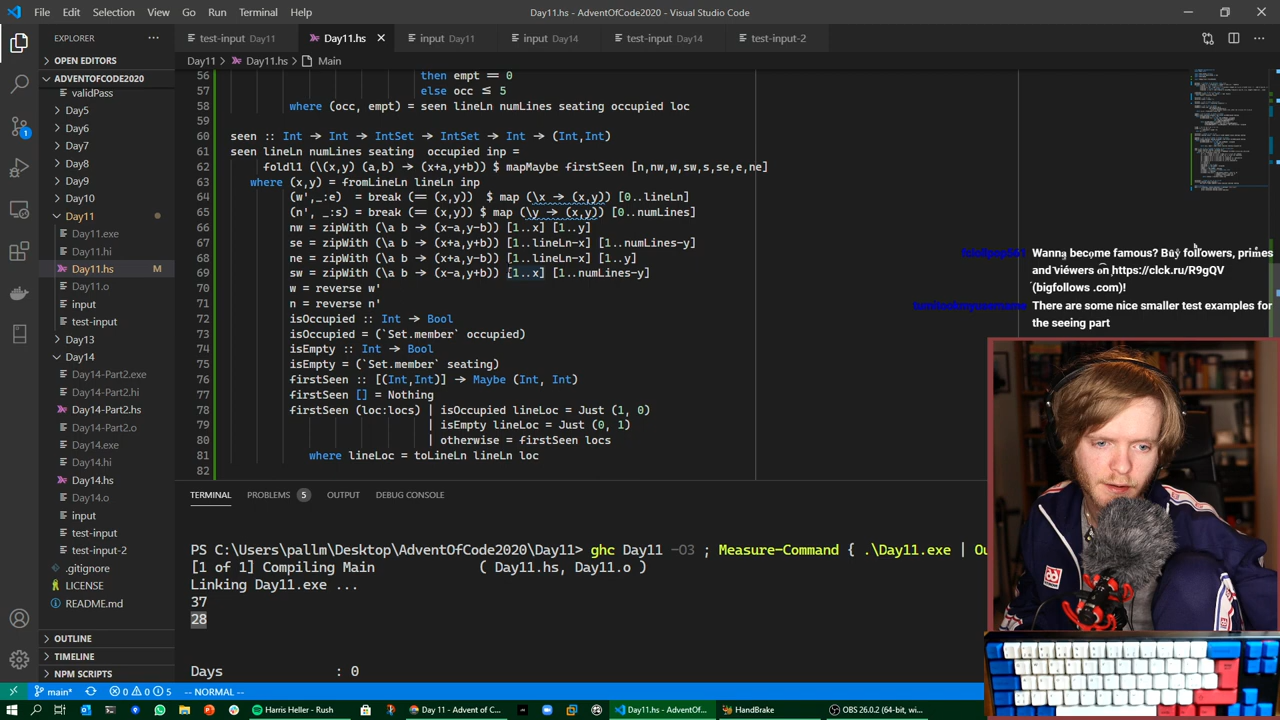 File Edit Selection View Go Run Terminal Help
Day11.hs - AdventOfCode2020 - Visual Studio Code
EXPLORER
test-input Day11
Day11.hs
input Day11
input Day14
test-input Day14
test-input-2
OPEN EDITORS
Day11 > Day11.hs > Main
ADVENTOFCODE2020
validPass
Day5
Day6
Day7
Day8
Day9
Day10
Day11
Day11.exe
Day11.hi
Day11.hs M
Day11.o
input
test-input
Day13
Day14
Day14-Part2.exe
Day14-Part2.hi
Day14-Part2.hs
Day14-Part2.o
Day14.exe
Day14.hi
Day14.hs
Day14.o
input
test-input
test-input-2
.gitignore
LICENSE
README.md
OUTLINE
TIMELINE
NPM SCRIPTS
56 then empt == 0
57 else occ ≤ 5
58 where (occ, empt) = seen lineLn numLines seating occupied loc
59
60 seen :: Int → Int → IntSet → IntSet → Int → (Int,Int)
61 seen lineLn numLines seating occupied inp =
62 foldl1 (\(x,y) (a,b) → (x+a,y+b)) $ mapMaybe firstSeen [n,nw,w,sw,s,se,e,ne]
63 where (x,y) = fromLineLn lineLn inp
64 (w',_:e) = break (== (x,y)) $ map (\x → (x,y)) [0..lineLn]
65 (n',_:s) = break (== (x,y)) $ map (\y → (x,y)) [0..numLines]
66 nw = zipWith (\a b → (x-a,y-b)) [1..x] [1..y]
67 se = zipWith (\a b → (x+a,y+b)) [1..lineLn-x] [1..numLines-y]
68 ne = zipWith (\a b → (x+a,y-b)) [1..lineLn-x] [1..y]
69 sw = zipWith (\a b → (x-a,y+b)) [1..x] [1..numLines-y]
70 w = reverse w'
71 n = reverse n'
72 isOccupied :: Int → Bool
73 isOccupied = (`Set.member` occupied)
74 isEmpty :: Int → Bool
75 isEmpty = (`Set.member` seating)
76 firstSeen :: [(Int,Int)] → Maybe (Int, Int)
77 firstSeen [] = Nothing
78 firstSeen (loc:locs) | isOccupied lineLoc = Just (1, 0)
79 | isEmpty lineLoc = Just (0, 1)
80 | otherwise = firstSeen locs
81 where lineLoc = toLineLn lineLn loc
82
Wanna become famous? Buy followers, primes
and viewers on https://clck.ru/R9gQV
(bigfollows .com)!
There are some nice smaller test examples for
the seeing part
TERMINAL PROBLEMS 5 OUTPUT DEBUG CONSOLE
PS C:\Users\pallm\Desktop\AdventOfCode2020\Day11> ghc Day11 -O3 ; Measure-Command { .\Day11.exe | Ou
[1 of 1] Compiling Main ( Day11.hs, Day11.o )
Linking Day11.exe ...
37
28
Days : 0
1
main* 0 0 5 -- NORMAL --
Harris Heller - Rush
Day 11 - Advent of C...
Day11.hs - AdventOf...
HandBrake
OBS 26.0.2 (64-bit, wi...